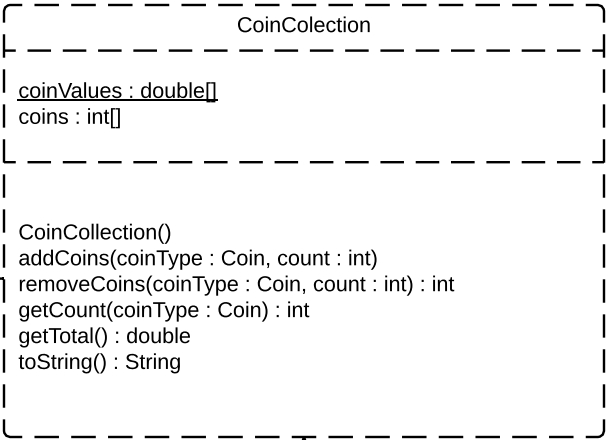 CoinColection
coinValues : double[]
coins : int[]
CoinCollection()
addCoins(coinType : Coin, count : int)
removeCoins(coinType : Coin, count : int) : int
getCount(coinType : Coin) : int
getTotal() : double
toString() : String